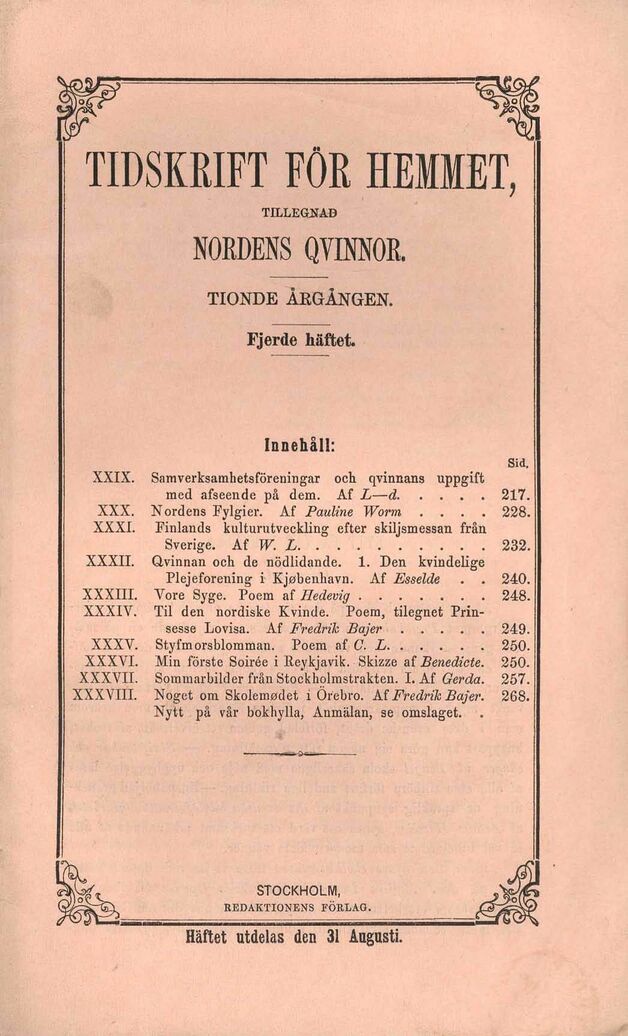 TIDSKRIFT FÖR HEMMET,
TILLEGNAD
NORDENS QVINNOR.
TIONDE ÅRGÅNGEN.
Fjerde häftet.
Innehåll:
Sid.
XXIX. Samverksamhetsföreningar och qvinnans uppgift
med afseende på dem. Af L—d. . . . . 217.
XXX. Nordens Fylgier. Af Pauline Worm . . . . 228.
XXXI. Finlands kulturutveckling efter skiljsmessan från
Sverige. Af W. L. . . . . . . . . . 232.
XXXII. Qvinnan och de nödlidande. 1. Den kvindelige
Plejeforening i Kjøbenhavn. Af Esselde . . 240.
XXXIII. Vore Syge. Poem af Hedevig . . . . . . . 248.
XXXIV. Til den nordiske Kvinde. Poem, tilegnet Prin-
sesse Lovisa. Af Fredrik Bajer . . . . . 249.
XXXV. Styfmorsblomman. Poem af C. L. . . . . . 250.
XXXVI. Min förste Soirée i Reykjavik. Skizze af Benedicte. 250.
XXXVII. Sommarbilder från Stockholmstrakten. I. Af Gerda. 257.
XXXVIII. Noget om Skolemødet i Örebro. Af Fredrik Bajer. 268.
Nytt på vår bokhylla, Anmälan, se omslaget. .
STOCKHOLM,
REDAKTIONENS FÖRLAG.
Häftet utdelas den 31 Augusti.